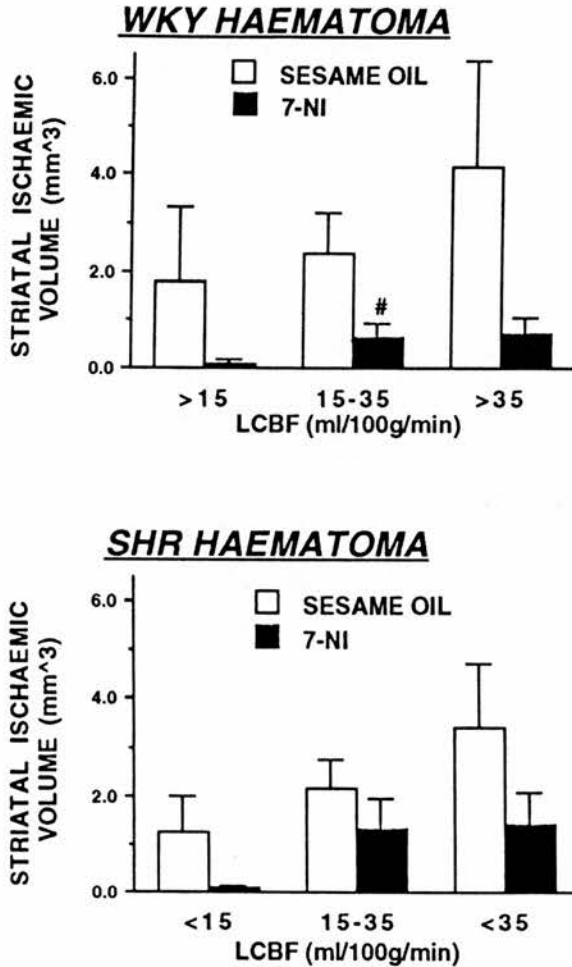 WKY HAEMATOMA
SESAME OIL
7-NI
STRIATAL ISCHAEMIC
VOLUME (mm^3)
6.0
4.0
2.0
0.0
#
>15 15-35 >35
LCBF (ml/100g/min)
SHR HAEMATOMA
SESAME OIL
7-NI
STRIATAL ISCHAEMIC
VOLUME (mm^3)
6.0
4.0
2.0
0.0
<15 15-35 <35
LCBF (ml/100g/min)